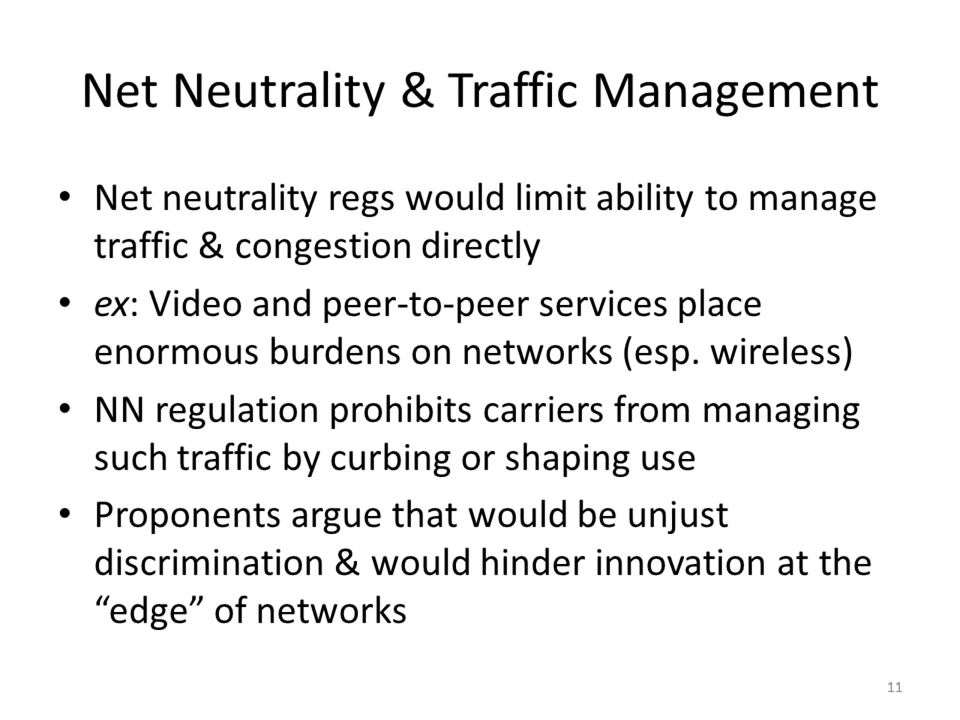 Net Neutrality & Traffic Management
• Net neutrality regs would limit ability to manage
traffic & congestion directly
• ex: Video and peer-to-peer services place
enormous burdens on networks (esp. wireless)
• NN regulation prohibits carriers from managing
such traffic by curbing or shaping use
• Proponents argue that would be unjust
discrimination & would hinder innovation at the
“edge” of networks
11